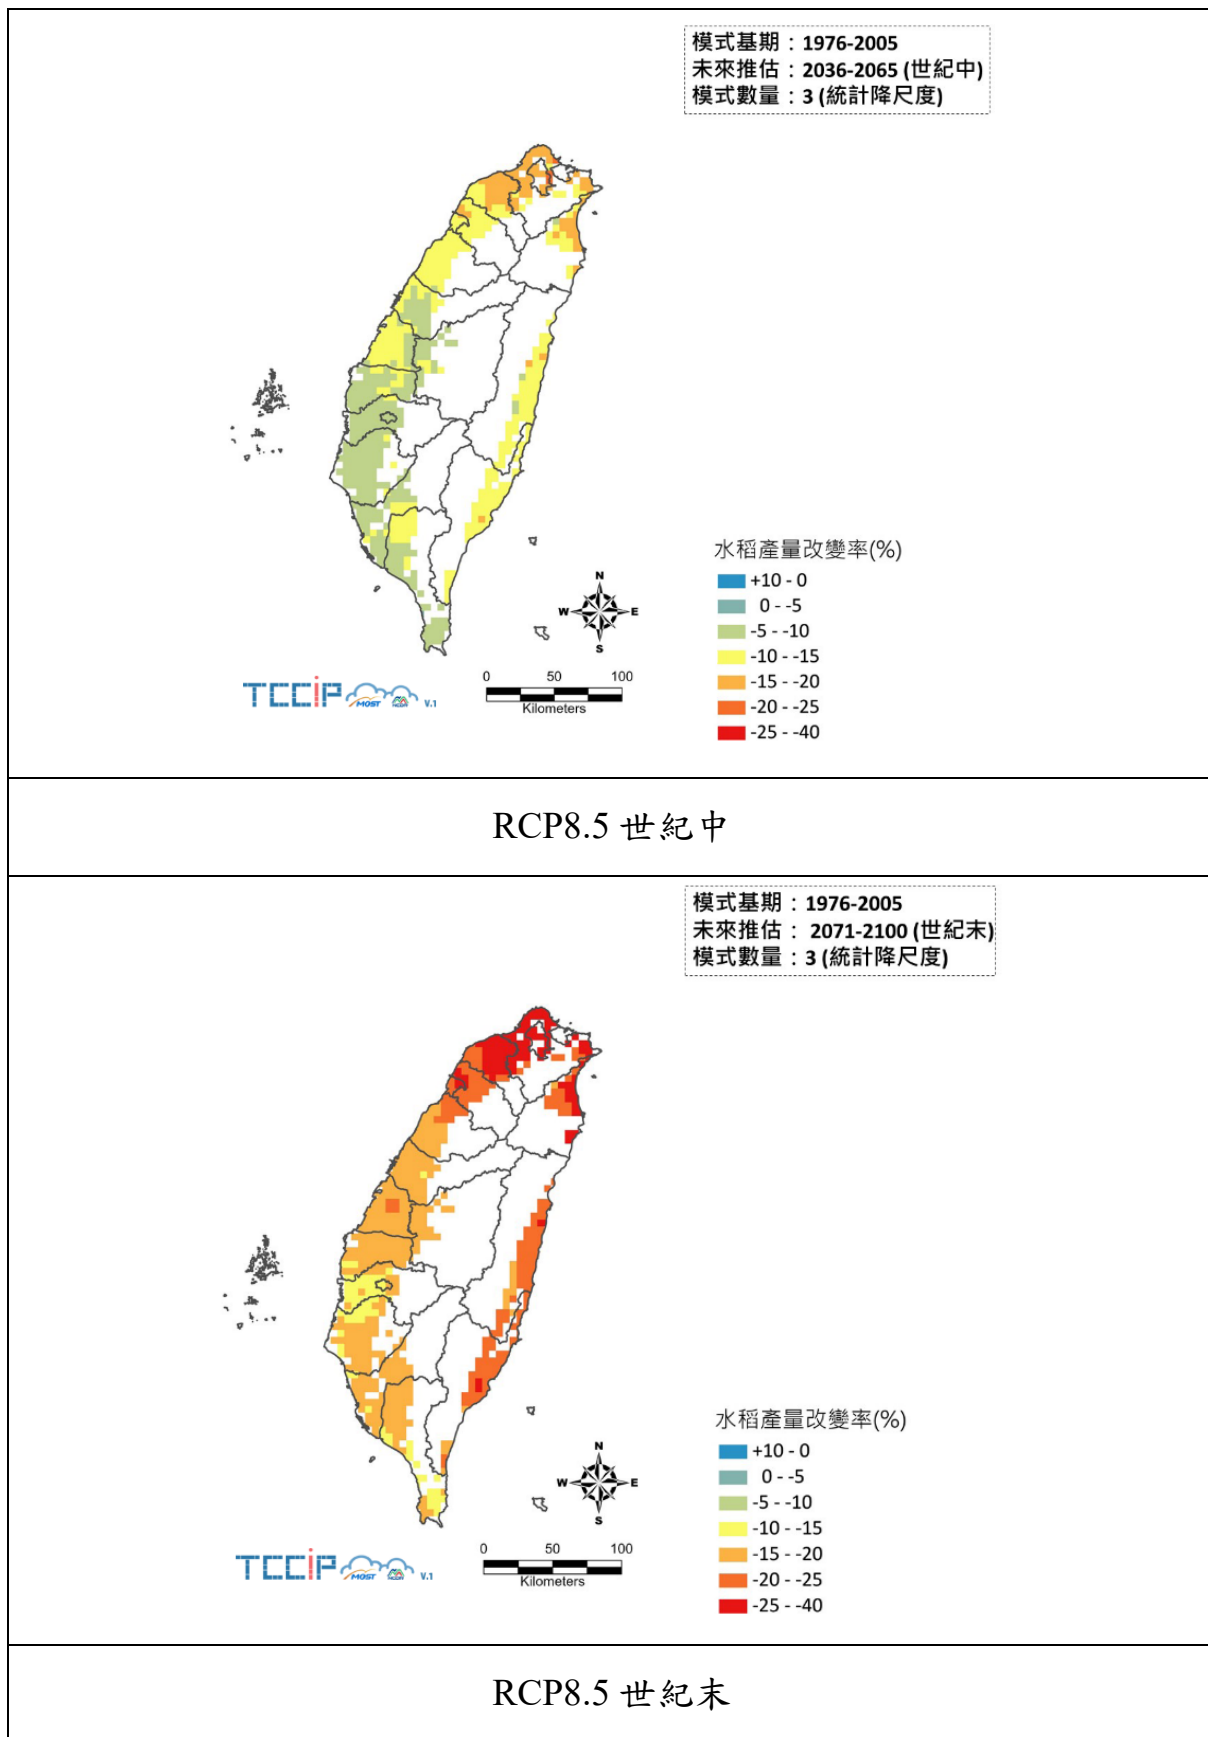 模式基期：1976-2005
未來推估：2036-2065 (世紀中)
模式數量：3 (統計降尺度)
水稻產量改變率(%)
+10 - 0
0 - -5
-5 - -10
-10 - -15
-15 - -20
-20 - -25
-25 - -40
N
W E
S
0 50 100
Kilometers
TCCiP MOST V.1
RCP8.5 世紀中
模式基期：1976-2005
未來推估： 2071-2100 (世紀末)
模式數量：3 (統計降尺度)
水稻產量改變率(%)
+10 - 0
0 - -5
-5 - -10
-10 - -15
-15 - -20
-20 - -25
-25 - -40
N
W E
S
0 50 100
Kilometers
TCCiP MOST V.1
RCP8.5 世紀末